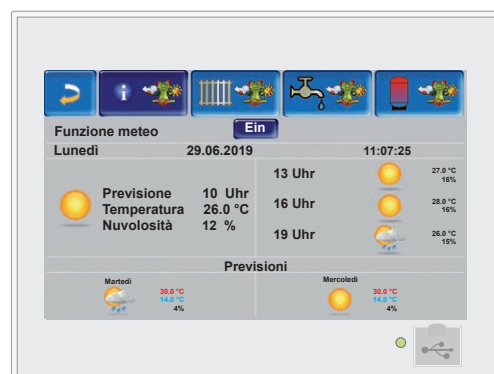 i
Funzione meteo Ein
Lunedì 29.06.2019 11:07:25
Previsione 10 Uhr
Temperatura 26.0 °C
Nuvolosità 12 %
13 Uhr 27.0 °C
16%
16 Uhr 28.0 °C
16%
19 Uhr 26.0 °C
15%
Previsioni
Martedì
30.0 °C
14.0 °C
4%
Mercoledì
30.0 °C
14.0 °C
4%